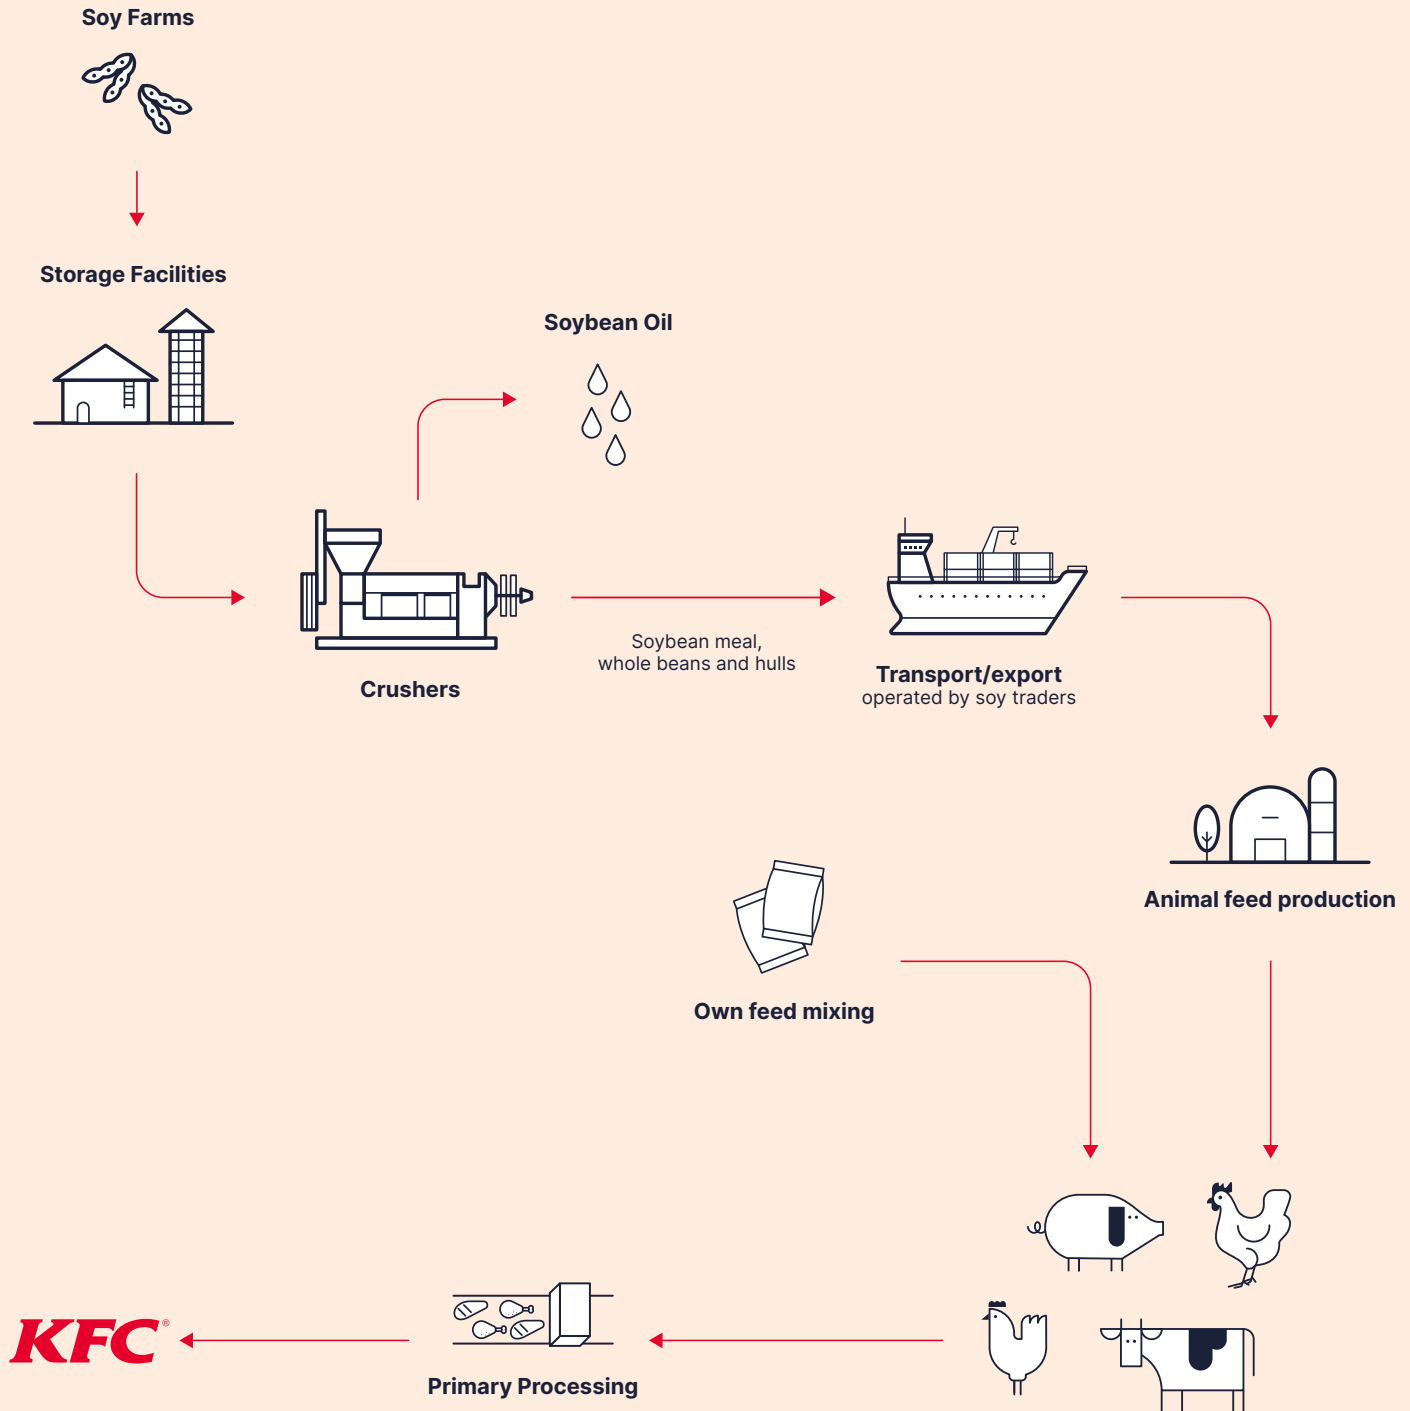 Soy Farms
Storage Facilities
Soybean Oil
Crushers
Soybean meal,
whole beans and hulls
Transport/export
operated by soy traders
Animal feed production
Own feed mixing
KFC®
Primary Processing